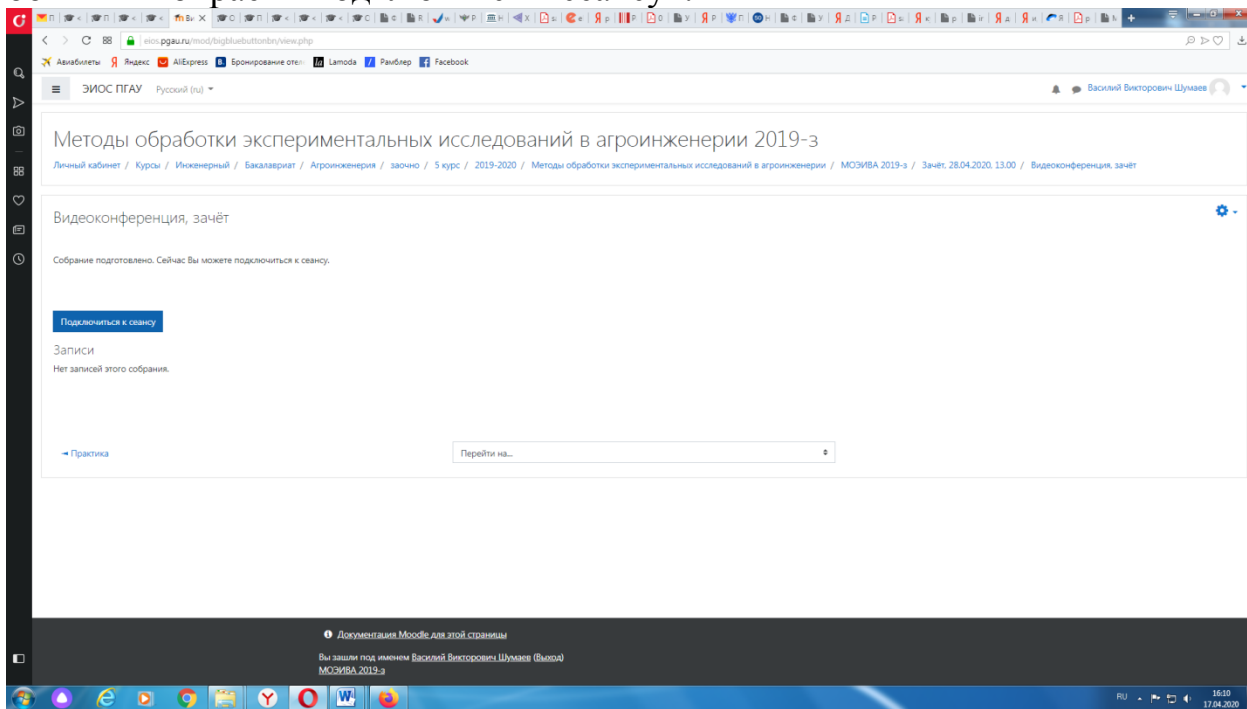 eios.pgau.ru/mod/bigbluebuttonbn/view.php
Авиабилеты Яндекс AliExpress Бронирование отел Lamoda Рамблер Facebook
ЭИОС ПГАУ Русский (ru) Василий Викторович Шумаев
Методы обработки экспериментальных исследований в агроинженерии 2019-з
Личный кабинет / Курсы / Инженерный / Бакалавриат / Агроинженерия / заочно / 5 курс / 2019-2020 / Методы обработки экспериментальных исследований в агроинженерии / МОЭИВА 2019-з / Зачёт, 28.04.2020, 13.00 / Видеоконференция, зачёт
Видеоконференция, зачёт
Собрание подготовлено. Сейчас Вы можете подключиться к сеансу.
Подключиться к сеансу
Записи
Нет записей этого собрания.
◄ Практика Перейти на...
Документация Moodle для этой страницы
Вы зашли под именем Василий Викторович Шумаев (Выход)
МОЭИВА 2019-з
RU 16:10
17.04.2020